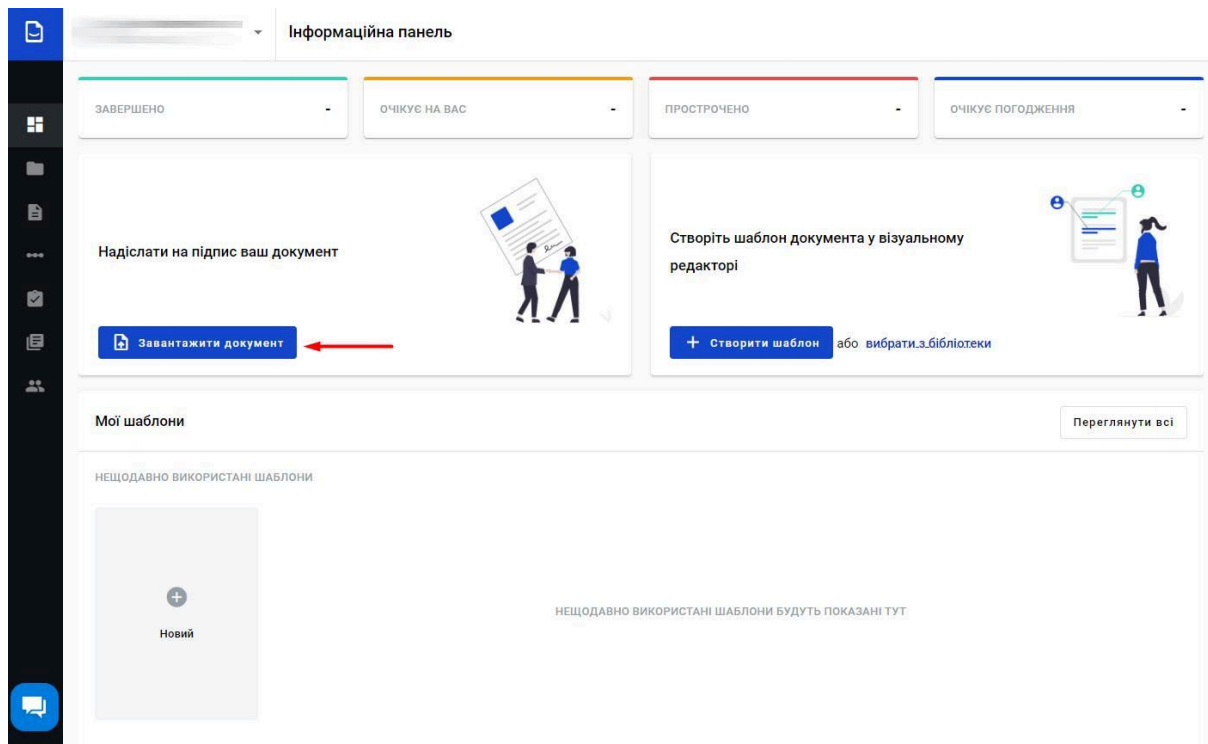 Інформаційна панель
ЗАВЕРШЕНО -
ОЧІКУЄ НА ВАС -
ПРОСТРОЧЕНО -
ОЧІКУЄ ПОГОДЖЕННЯ -
Надіслати на підпис ваш документ
Завантажити документ
Створіть шаблон документа у візуальному
редакторі
Створити шаблон або вибрати з бібліотеки
Мої шаблони
Переглянути всі
НЕЩОДАВНО ВИКОРИСТАНІ ШАБЛОНИ
Новий
НЕЩОДАВНО ВИКОРИСТАНІ ШАБЛОНИ БУДУТЬ ПОКАЗАНІ ТУТ